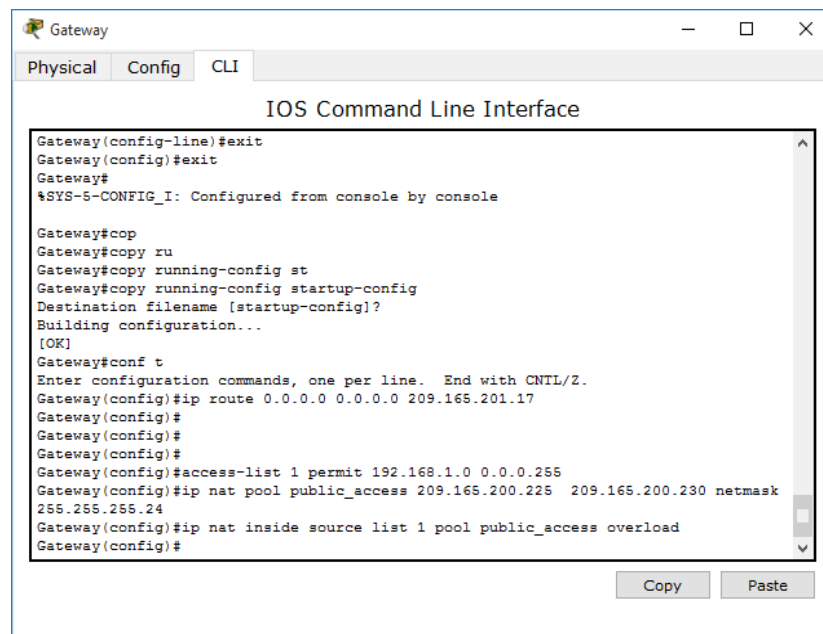 Gateway
Physical Config CLI
IOS Command Line Interface
Gateway(config-line)#exit
Gateway(config)#exit
Gateway#
%SYS-5-CONFIG_I: Configured from console by console
Gateway#cop
Gateway#copy ru
Gateway#copy running-config st
Gateway#copy running-config startup-config
Destination filename [startup-config]?
Building configuration...
[OK]
Gateway#conf t
Enter configuration commands, one per line.  End with CNTL/Z.
Gateway(config)#ip route 0.0.0.0 0.0.0.0 209.165.201.17
Gateway(config)#
Gateway(config)#
Gateway(config)#
Gateway(config)#access-list 1 permit 192.168.1.0 0.0.0.255
Gateway(config)#ip nat pool public_access 209.165.200.225  209.165.200.230 netmask
255.255.255.24
Gateway(config)#ip nat inside source list 1 pool public_access overload
Gateway(config)#
Copy Paste